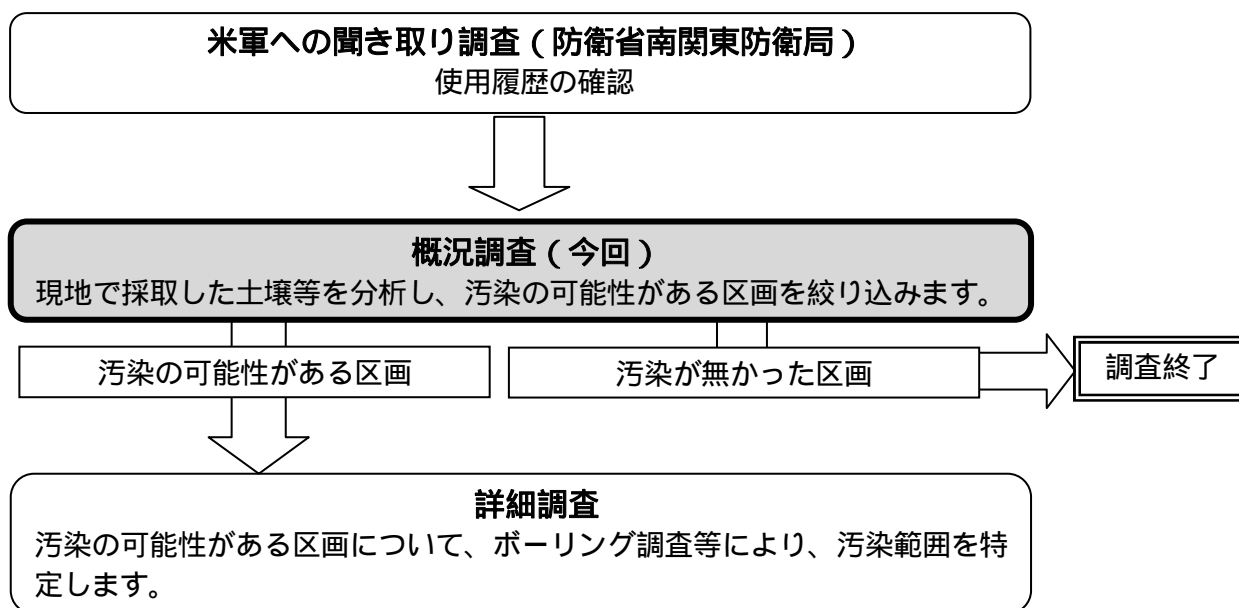 米軍への聞き取り調査（防衛省南関東防衛局）
使用履歴の確認
概況調査（今回）
現地で採取した土壌等を分析し、汚染の可能性がある区画を絞り込みます。
汚染の可能性がある区画
汚染が無かった区画
調査終了
詳細調査
汚染の可能性がある区画について、ボーリング調査等により、汚染範囲を特
定します。